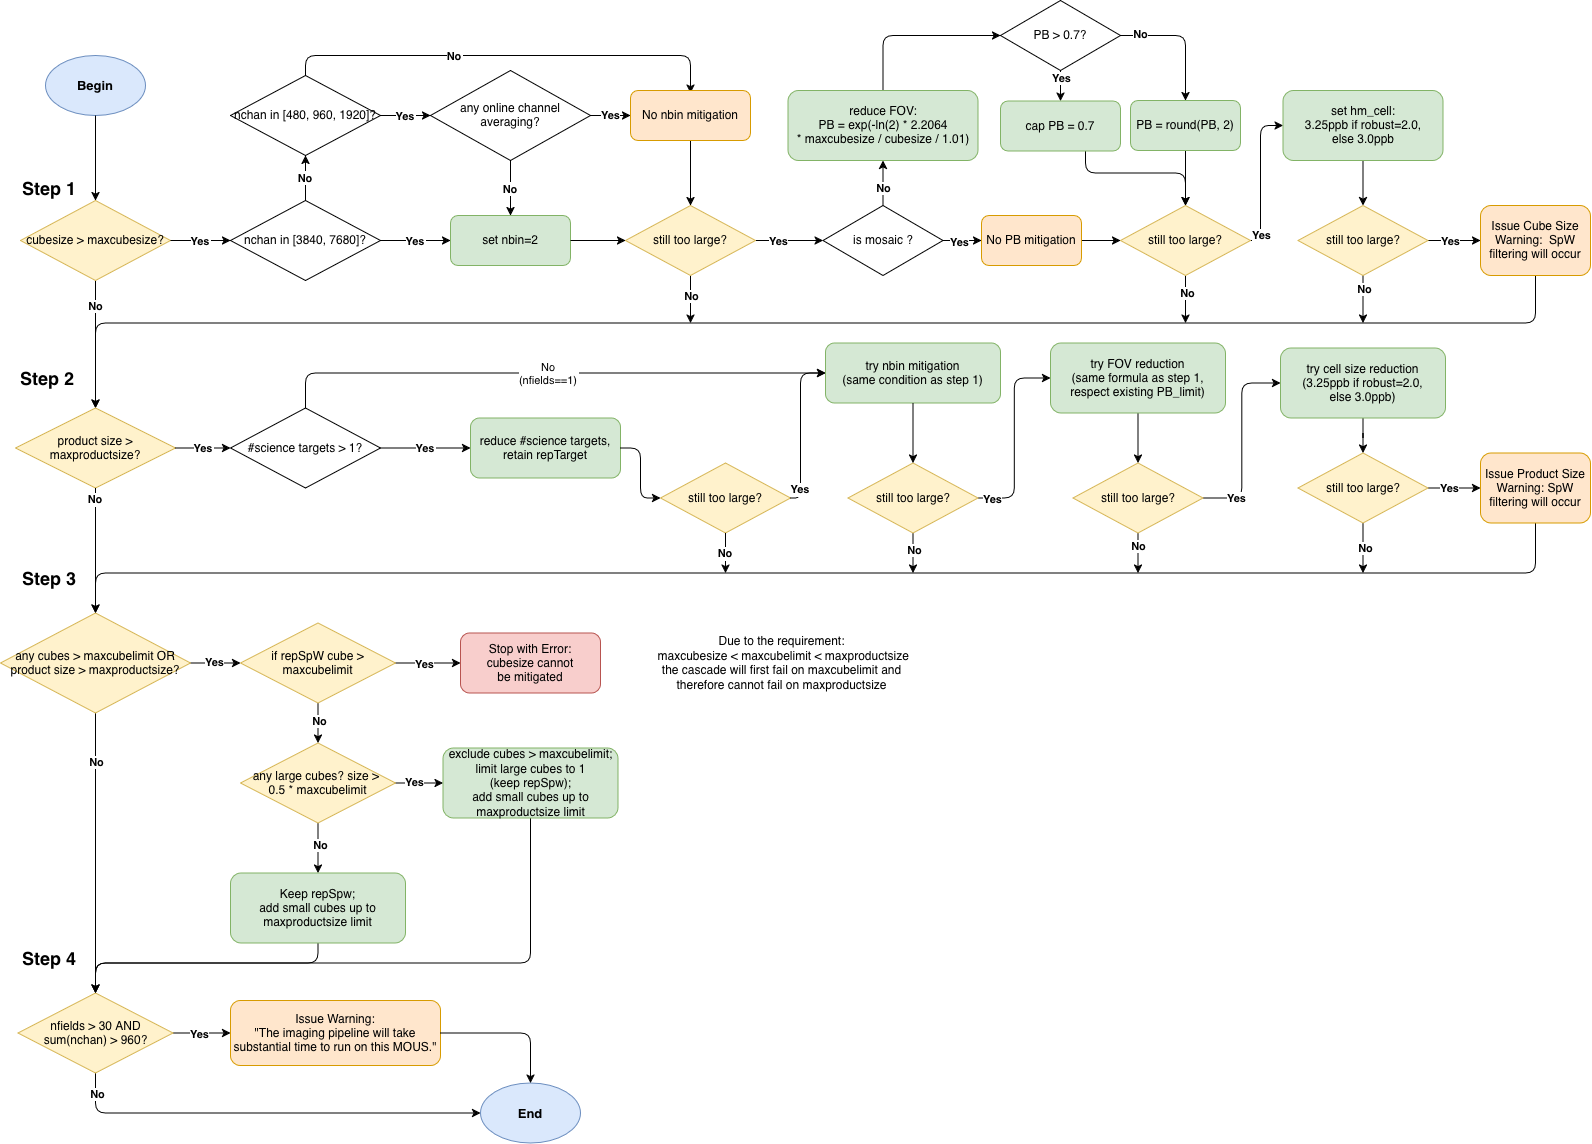 Begin
Step 1
cubesize > maxcubesize?
Yes
No
nchan in [3840, 7680]?
Yes
No
nchan in [480, 960, 1920]?
Yes
No
any online channel
averaging?
Yes
No
set nbin=2
No nbin mitigation
still too large?
Yes
No
is mosaic ?
Yes
No
No PB mitigation
reduce FOV:
PB = exp(-ln(2) * 2.2064
* maxcubesize / cubesize / 1.01)
PB > 0.7?
Yes
No
cap PB = 0.7
PB = round(PB, 2)
still too large?
Yes
No
set hm_cell:
3.25ppb if robust=2.0,
else 3.0ppb
still too large?
Yes
No
Issue Cube Size
Warning:  SpW
filtering will occur
Step 2
product size >
maxproductsize?
Yes
No
#science targets > 1?
Yes
No
(nfields==1)
reduce #science targets,
retain repTarget
still too large?
Yes
No
try nbin mitigation
(same condition as step 1)
still too large?
Yes
No
try FOV reduction
(same formula as step 1,
respect existing PB_limit)
still too large?
Yes
No
try cell size reduction
(3.25ppb if robust=2.0,
else 3.0ppb)
still too large?
Yes
No
Issue Product Size
Warning: SpW
filtering will occur
Step 3
any cubes > maxcubelimit OR
product size > maxproductsize?
Yes
No
if repSpW cube >
maxcubelimit
Yes
No
Stop with Error:
cubesize cannot
be mitigated
Due to the requirement:
maxcubesize < maxcubelimit < maxproductsize
the cascade will first fail on maxcubelimit and
therefore cannot fail on maxproductsize
any large cubes? size >
0.5 * maxcubelimit
Yes
No
exclude cubes > maxcubelimit;
limit large cubes to 1
(keep repSpw);
add small cubes up to
maxproductsize limit
Keep repSpw;
add small cubes up to
maxproductsize limit
Step 4
nfields > 30 AND
sum(nchan) > 960?
Yes
No
Issue Warning:
"The imaging pipeline will take
substantial time to run on this MOUS."
End